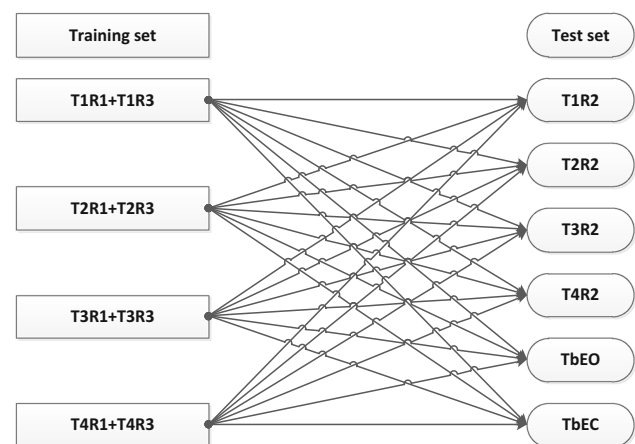 Training set
Test set
T1R1+T1R3
T1R2
T2R2
T2R1+T2R3
T3R2
T4R2
T3R1+T3R3
TbEO
T4R1+T4R3
TbEC